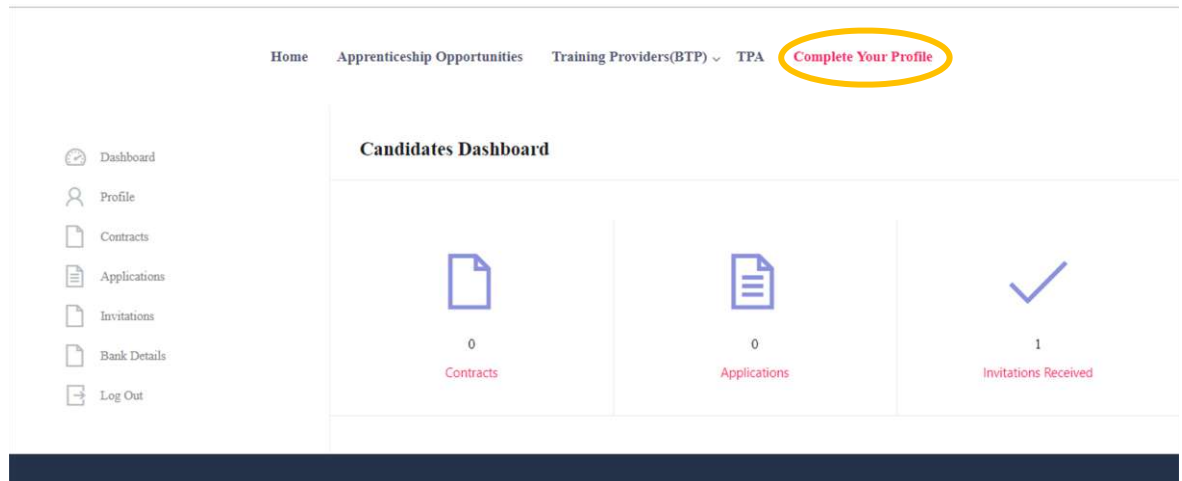 Home Apprenticeship Opportunities Training Providers(BTP) TPA Complete Your Profile
Dashboard
Profile
Contracts
Applications
Invitations
Bank Details
Log Out
Candidates Dashboard
0 0 1
Contracts Applications Invitations Received